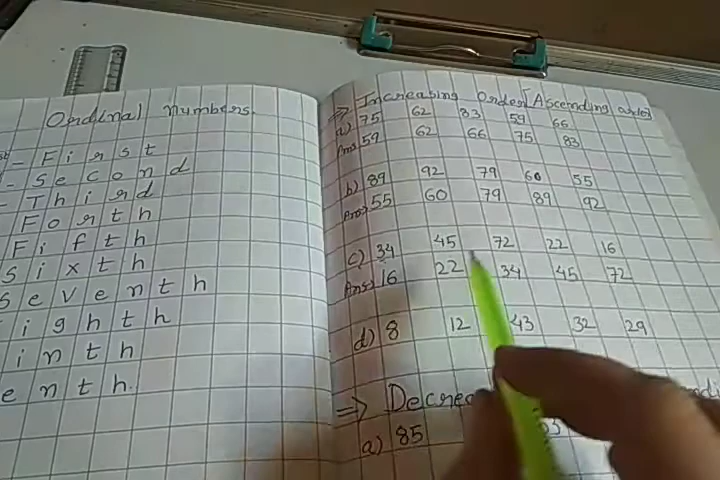 Ordinal Numbers.
st - First
- Second
- Third
Forth
Fifth
Sixth
Seventh
ighth
inth
enth.
⇒ Increasing Order [Ascending order
a) 75 62 83 59 66
Ans 59 62 66 75 83
b) 89 92 79 60 55
Ans 55 60 79 89 92
c) 34 45 72 22 16
Ans 16 22 34 45 72
d) 8 12 43 32 29
⇒ Decrea
a) 85